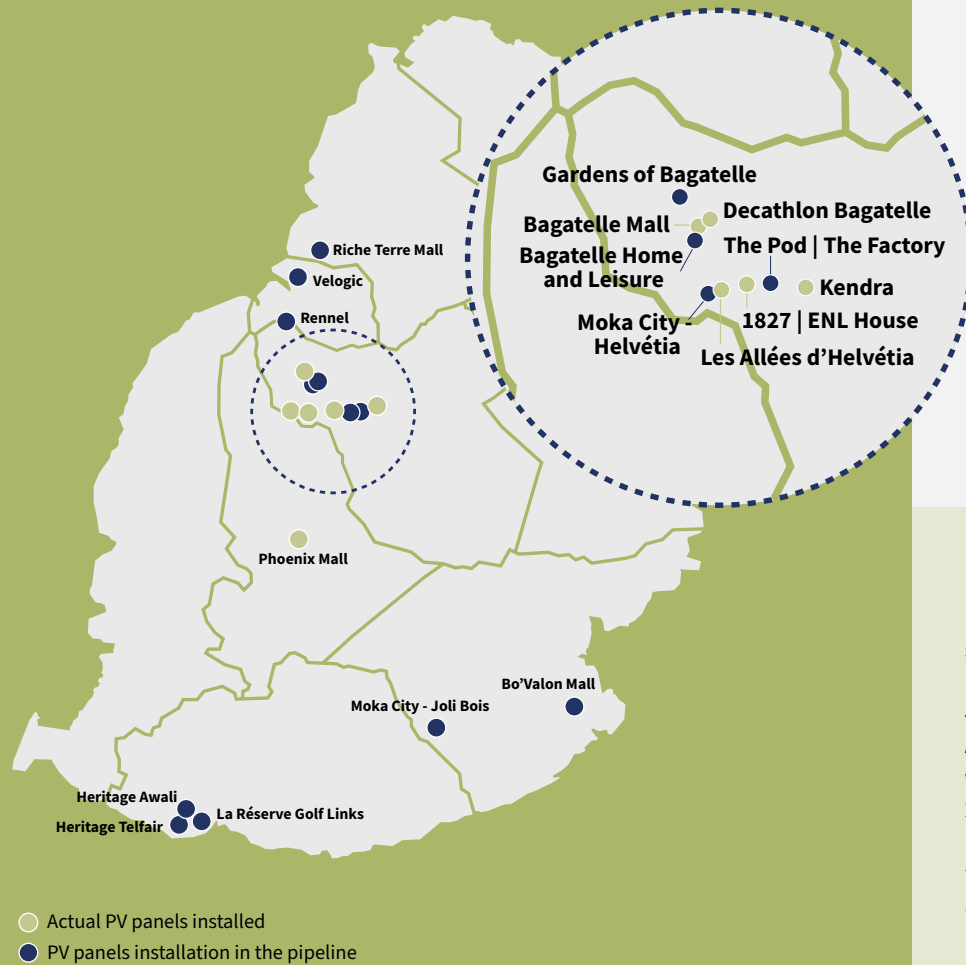 Gardens of Bagatelle
Bagatelle Mall
Decathlon Bagatelle
Bagatelle Home
and Leisure
The Pod | The Factory
Kendra
Moka City -
Helvétia
1827 | ENL House
Les Allées d’Helvétia
Riche Terre Mall
Velogic
Rennel
Phoenix Mall
Bo’Valon Mall
Moka City - Joli Bois
Heritage Awali
Heritage Telfair
La Réserve Golf Links
Actual PV panels installed
PV panels installation in the pipeline